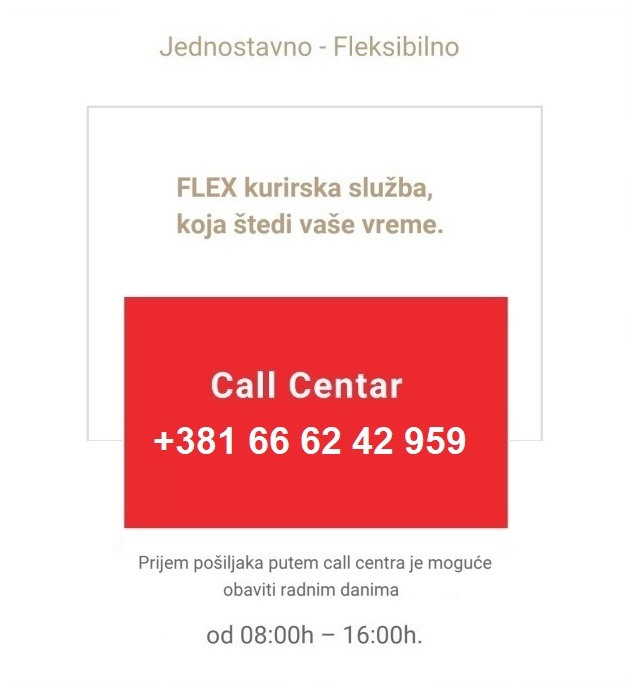 Jednostavno - Fleksibilno
FLEX kurirska služba,
koja štedi vaše vreme.
Call Centar
+381 66 62 42 959
Prijem pošiljaka putem call centra je moguće
obaviti radnim danima
od 08:00h – 16:00h.